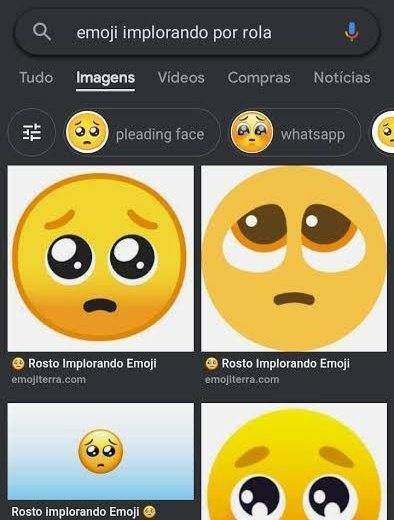 emoji implorando por rola
Tudo Imagens Vídeos Compras Notícias
pleading face whatsapp
🥺 Rosto Implorando Emoji
emojiterra.com
🥺 Rosto Implorando Emoji
emojiterra.com
Rosto implorando Emoji 🥺